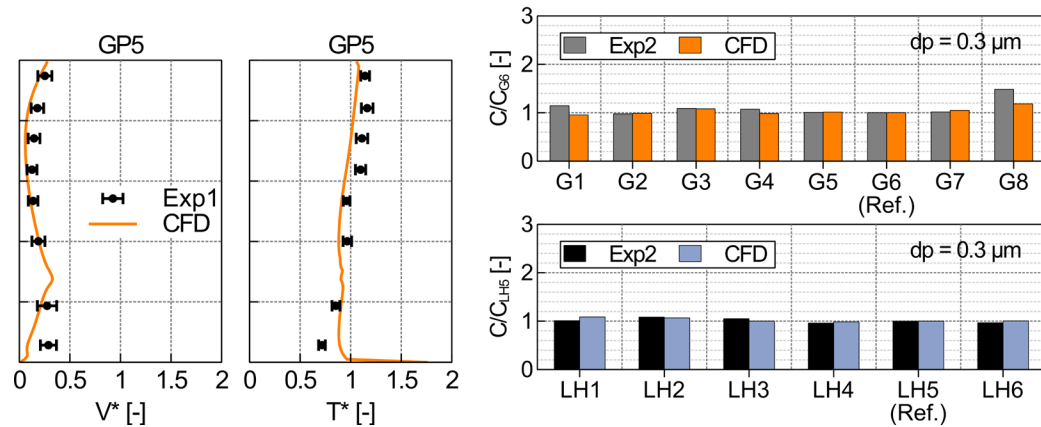 GP5
Exp1
CFD
0 0.5 1 1.5 2
V* [-]
GP5
0 0.5 1 1.5 2
T* [-]
3
2
1
0
C/C_G6 [-]
Exp2 CFD
dp = 0.3 µm
G1 G2 G3 G4 G5 G6 G7 G8
(Ref.)
3
2
1
0
C/C_LH5 [-]
Exp2 CFD
dp = 0.3 µm
LH1 LH2 LH3 LH4 LH5 LH6
(Ref.)